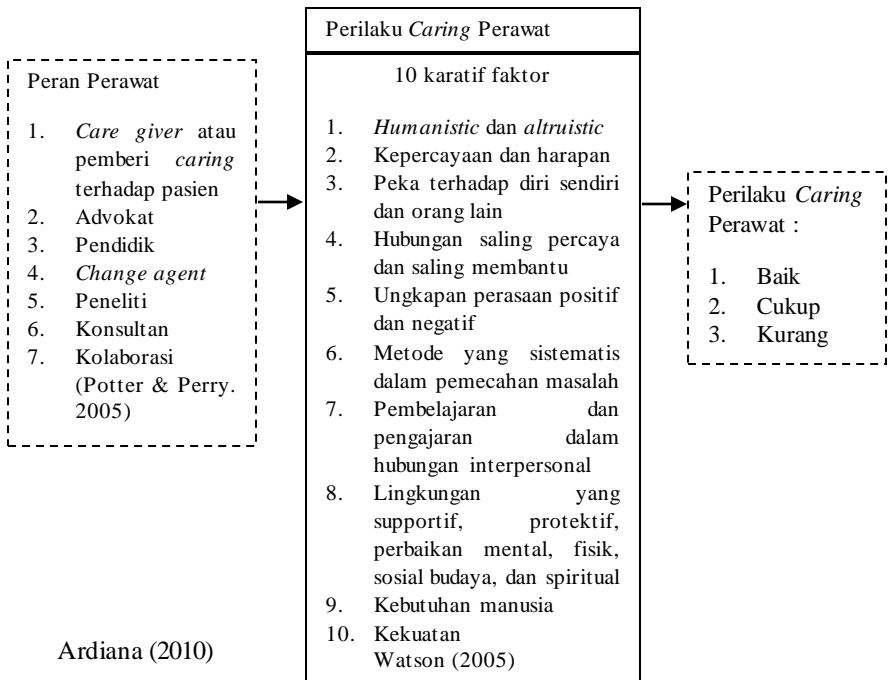 Peran Perawat
1. Care giver atau
pemberi caring
terhadap pasien
2. Advokat
3. Pendidik
4. Change agent
5. Peneliti
6. Konsultan
7. Kolaborasi
(Potter & Perry.
2005)
Perilaku Caring Perawat
10 karatif faktor
1. Humanistic dan altruistic
2. Kepercayaan dan harapan
3. Peka terhadap diri sendiri
dan orang lain
4. Hubungan saling percaya
dan saling membantu
5. Ungkapan perasaan positif
dan negatif
6. Metode yang sistematis
dalam pemecahan masalah
7. Pembelajaran dan
pengajaran dalam
hubungan interpersonal
8. Lingkungan yang
supportif, protektif,
perbaikan mental, fisik,
sosial budaya, dan spiritual
9. Kebutuhan manusia
10. Kekuatan
Watson (2005)
Perilaku Caring
Perawat :
1. Baik
2. Cukup
3. Kurang
Ardiana (2010)